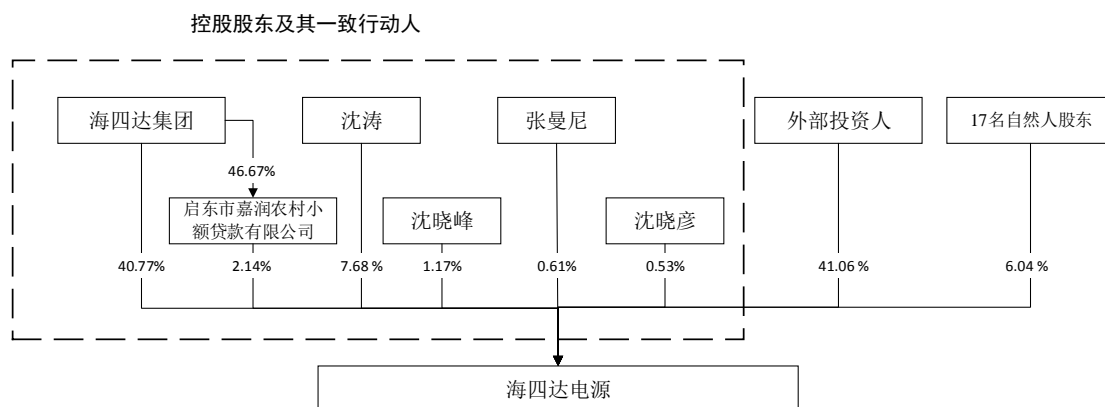 控股股东及其一致行动人
海四达集团
沈涛
张曼尼
外部投资人
17名自然人股东
46.67%
启东市嘉润农村小
额贷款有限公司
沈晓峰
沈晓彦
40.77%
2.14%
7.68 %
1.17%
0.61%
0.53%
41.06 %
6.04 %
海四达电源